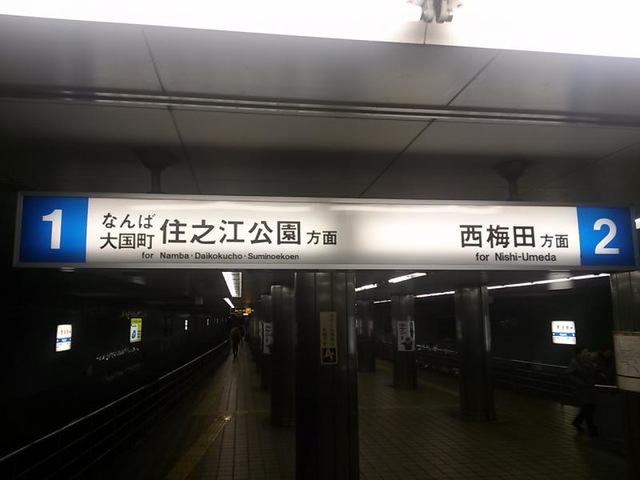 1
なんば
大国町
住之江公園方面
for Namba・Daikokucho・Suminoekoen
西梅田方面
for Nishi-Umeda
2